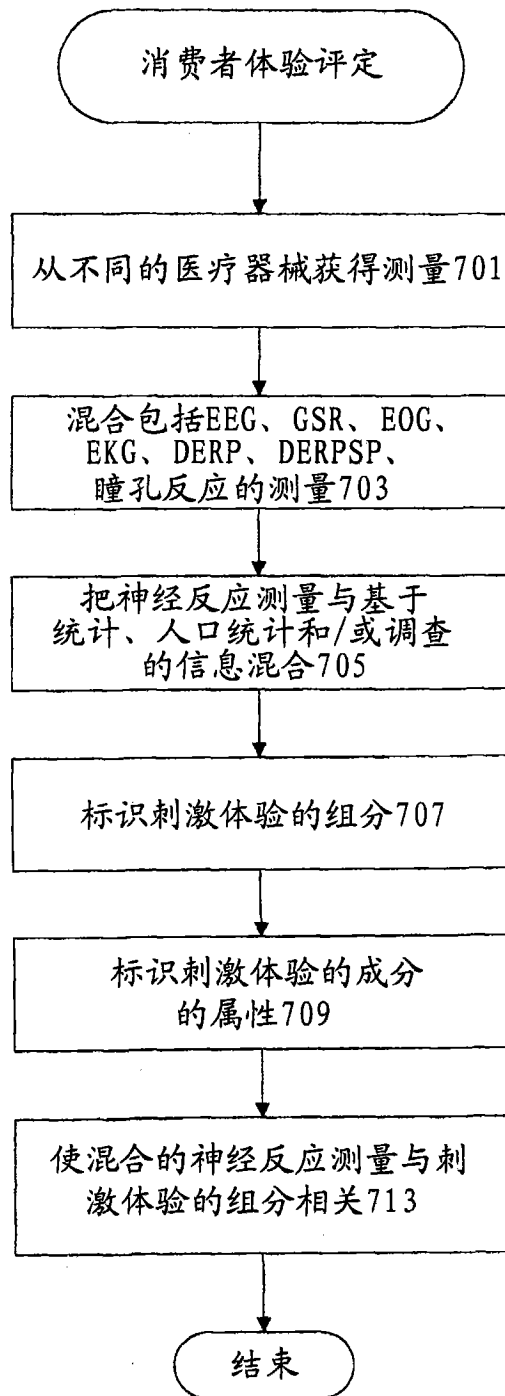 消费者体验评定
从不同的医疗器械获得测量701
混合包括EEG、GSR、EOG、
EKG、DERP、DERPSP、
瞳孔反应的测量703
把神经反应测量与基于
统计、人口统计和/或调查
的信息混合705
标识刺激体验的组分707
标识刺激体验的成分
的属性709
使混合的神经反应测量与刺
激体验的组分相关713
结束